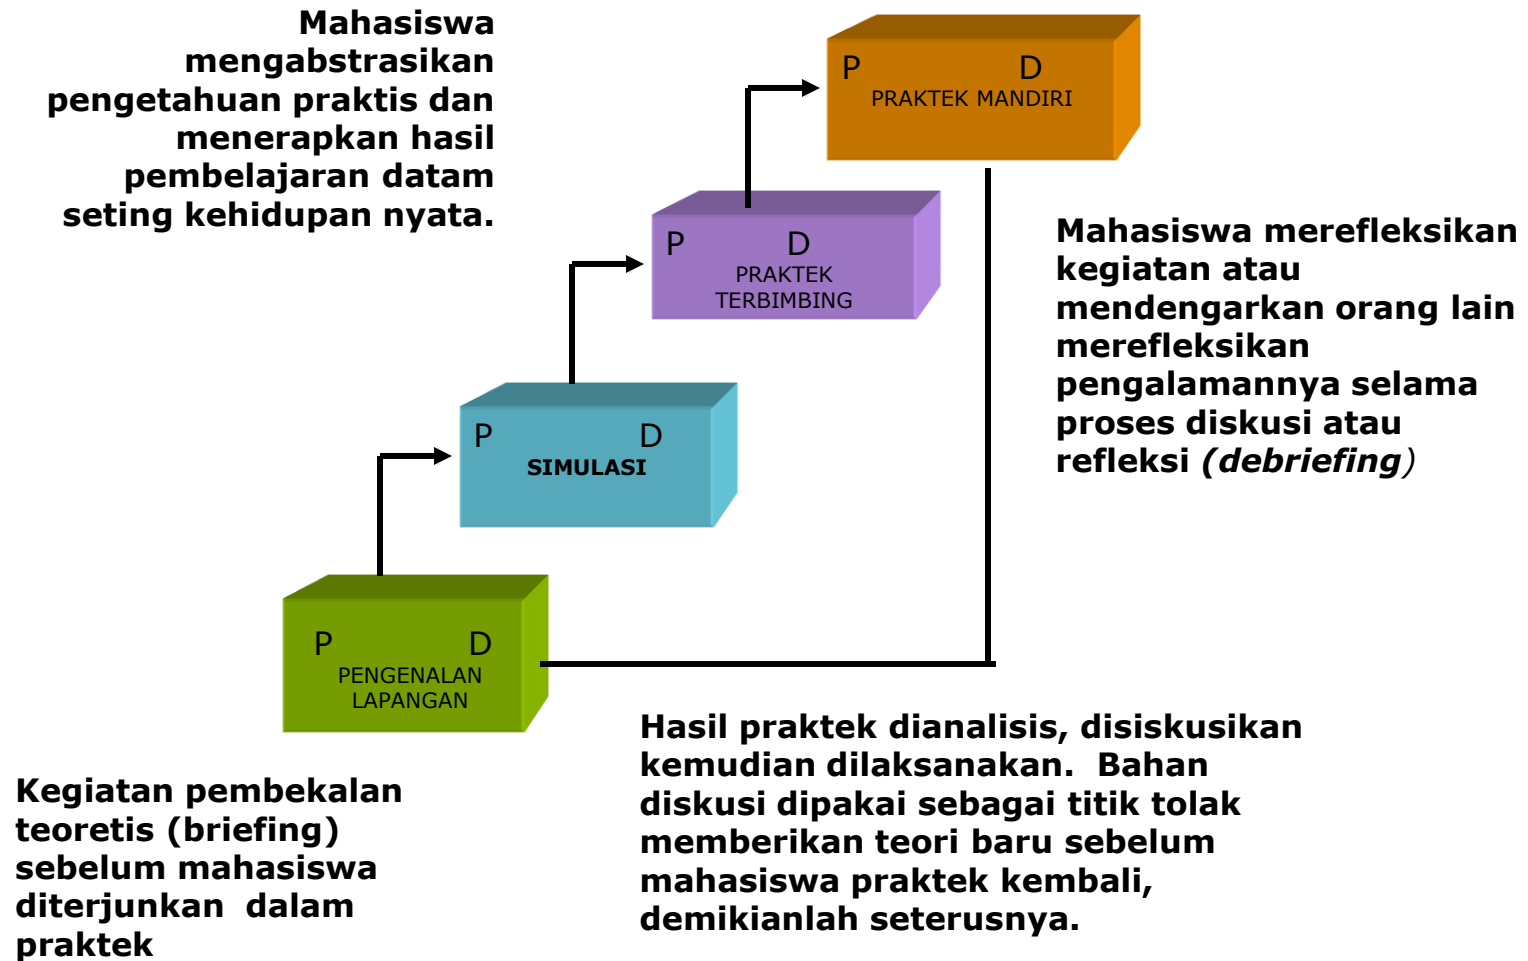 Mahasiswa
mengabstrasikan
pengetahuan praktis dan
menerapkan hasil
pembelajaran datam
seting kehidupan nyata.
P D
PRAKTEK MANDIRI
P D
PRAKTEK
TERBIMBING
Mahasiswa merefleksikan
kegiatan atau
mendengarkan orang lain
merefleksikan
pengalamannya selama
proses diskusi atau
refleksi (debriefing)
P D
SIMULASI
P D
PENGENALAN
LAPANGAN
Kegiatan pembekalan
teoretis (briefing)
sebelum mahasiswa
diterjunkan dalam
praktek
Hasil praktek dianalisis, disiskusikan
kemudian dilaksanakan. Bahan
diskusi dipakai sebagai titik tolak
memberikan teori baru sebelum
mahasiswa praktek kembali,
demikianlah seterusnya.